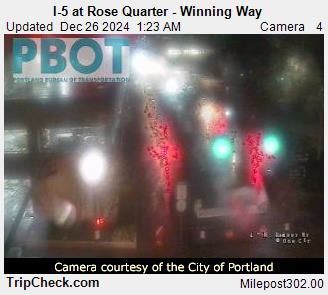 I-5 at Rose Quarter - Winning Way
Updated Dec 26 2024 1:23 AM Camera 4
PBOT
PORTLAND BUREAU OF TRANSPORTATION
Camera courtesy of the City of Portland
TripCheck.com Milepost302.00